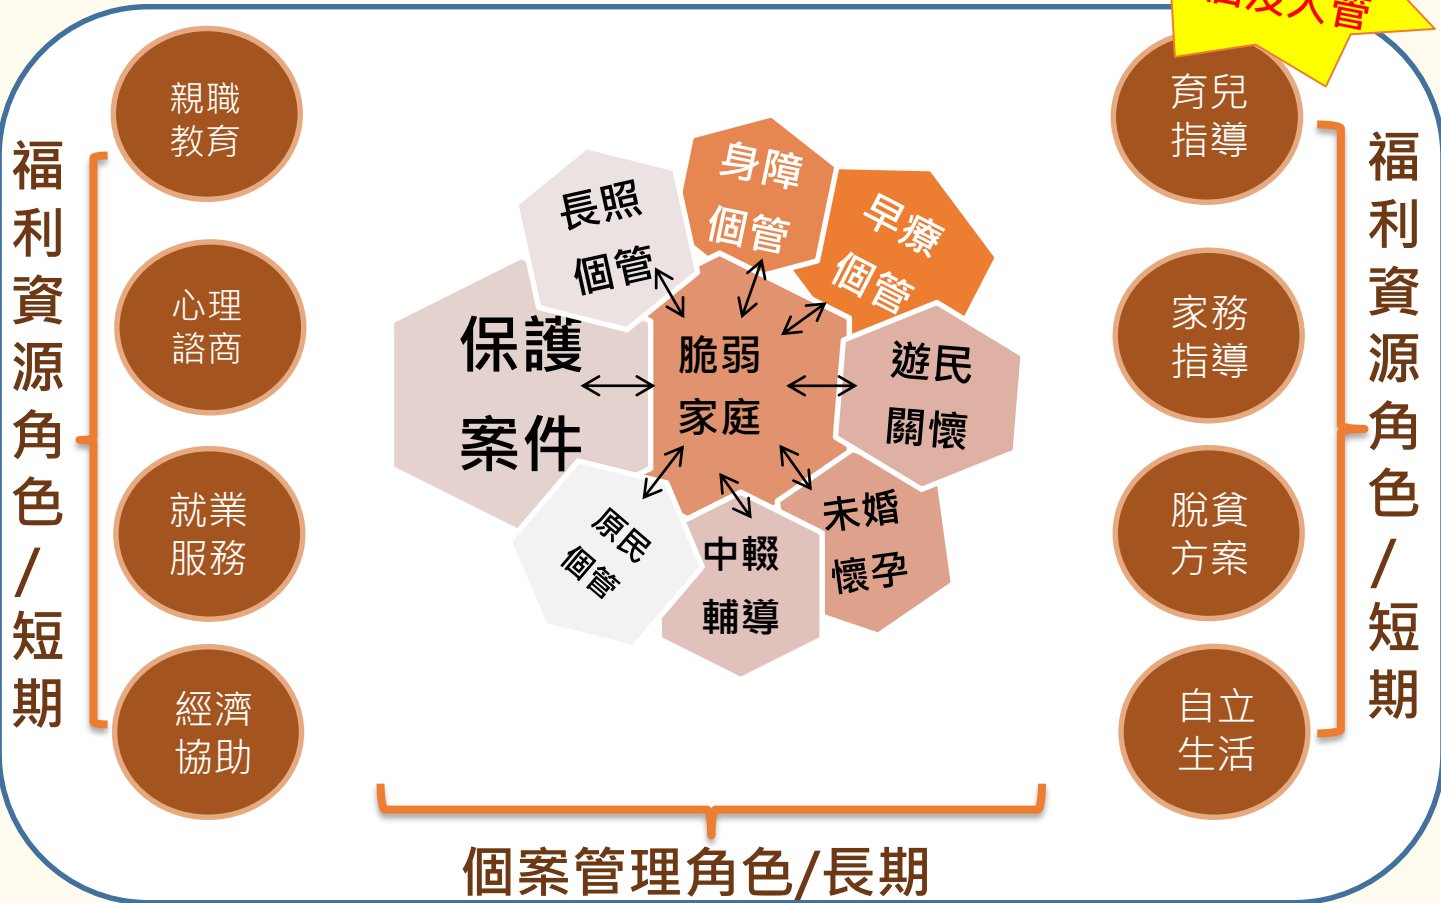 親職
教育
心理
諮商
就業
服務
經濟
協助
福利資源角色/短期
長照
個管
身障
個管
早療
個管
保護
案件
脆弱
家庭
遊民
關懷
原民
個管
中輟
輔導
未婚
懷孕
個案管理角色/長期
育兒
指導
家務
指導
脫貧
方案
自立
生活
福利資源角色/短期